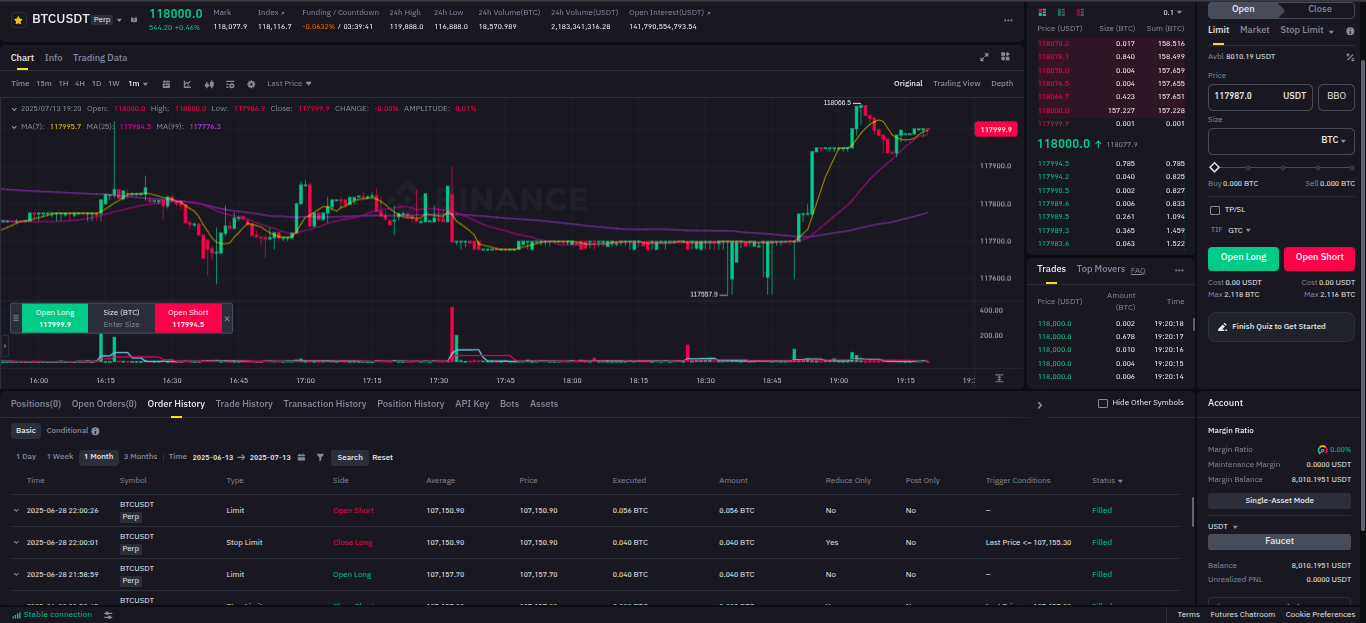 BTCUSDT Perp
118000.0
544.20 +0.46%
Mark
118,077.9
Index
118,116.7
Funding / Countdown
-0.0632% / 03:39:41
24h High
119,888.0
24h Low
116,888.0
24h Volume(BTC)
18,570.989
24h Volume(USDT)
2,183,341,316.28
Open Interest(USDT)
141,790,554,793.54
Chart Info Trading Data
Time 15m 1H 4H 1D 1W 1m Last Price Original Trading View Depth
2025/07/13 19:20 Open: 118000.0 High: 118000.0 Low: 117986.9 Close: 117999.9 CHANGE: -0.00% AMPLITUDE: 0.01%
MA(7): 117995.7 MA(25): 117984.5 MA(99): 117776.3
118066.5
117999.9
117900.0
117800.0
BINANCE
117700.0
117600.0
117557.9
400.00
200.00
Open Long
117999.9
Size (BTC)
Enter Size
Open Short
117994.5
16:00 16:15 16:30 16:45 17:00 17:15 17:30 17:45 18:00 18:15 18:30 18:45 19:00 19:15 19:
0.1
Price (USDT) Size (BTC) Sum (BTC)
118078.2 0.017 158.516
118078.1 0.840 158.499
118078.0 0.004 157.659
118076.5 0.004 157.655
118066.7 0.423 157.651
118000.0 157.227 157.228
117999.9 0.001 0.001
118000.0 118077.9
117994.5 0.785 0.785
117994.2 0.040 0.825
117990.5 0.002 0.827
117989.6 0.006 0.833
117989.5 0.261 1.094
117989.3 0.365 1.459
117983.6 0.063 1.522
Trades Top Movers FAQ
Price (USDT) Amount (BTC) Time
118,000.0 0.002 19:20:18
118,000.0 0.678 19:20:17
118,000.0 0.010 19:20:16
118,000.0 0.004 19:20:15
118,000.0 0.006 19:20:14
Open Close
Limit Market Stop Limit
Avbl 8010.19 USDT
Price
117987.0 USDT BBO
Size
BTC
Buy 0.000 BTC Sell 0.000 BTC
TP/SL
TIF GTC
Open Long Open Short
Cost 0.00 USDT Cost 0.00 USDT
Max 2.118 BTC Max 2.116 BTC
Finish Quiz to Get Started
Positions(0) Open Orders(0) Order History Trade History Transaction History Position History API Key Bots Assets
Hide Other Symbols
Basic Conditional
1 Day 1 Week 1 Month 3 Months Time 2025-06-13 → 2025-07-13 Search Reset
Time Symbol Type Side Average Price Executed Amount Reduce Only Post Only Trigger Conditions Status
2025-06-28 22:00:26 BTCUSDT Perp Limit Open Short 107,150.90 107,150.90 0.056 BTC 0.056 BTC No No – Filled
2025-06-28 22:00:01 BTCUSDT Perp Stop Limit Close Long 107,150.90 107,150.90 0.040 BTC 0.040 BTC Yes No Last Price <= 107,155.30 Filled
2025-06-28 21:58:59 BTCUSDT Perp Limit Open Long 107,157.70 107,157.70 0.040 BTC 0.040 BTC No No – Filled
BTCUSDT
Account
Margin Ratio
Margin Ratio 0.00%
Maintenance Margin 0.0000 USDT
Margin Balance 8,010.1951 USDT
Single-Asset Mode
USDT
Faucet
Balance 8,010.1951 USDT
Unrealized PNL 0.0000 USDT
Stable connection
Terms Futures Chatroom Cookie Preferences